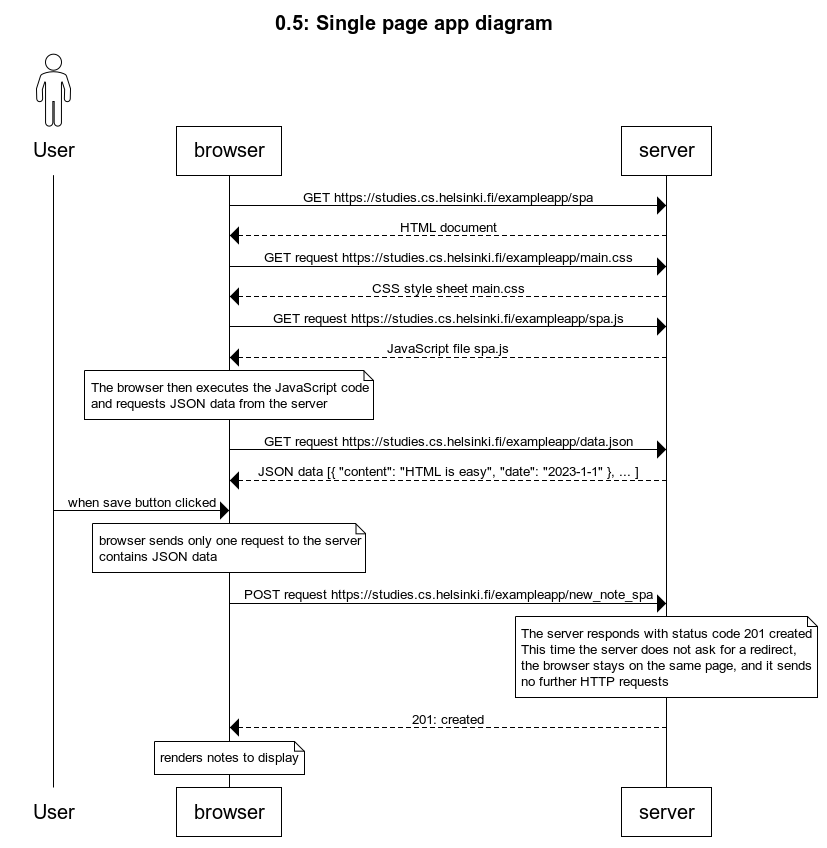 0.5: Single page app diagram
User
browser
server
GET https://studies.cs.helsinki.fi/exampleapp/spa
HTML document
GET request https://studies.cs.helsinki.fi/exampleapp/main.css
CSS style sheet main.css
GET request https://studies.cs.helsinki.fi/exampleapp/spa.js
JavaScript file spa.js
The browser then executes the JavaScript code
and requests JSON data from the server
GET request https://studies.cs.helsinki.fi/exampleapp/data.json
JSON data [{ "content": "HTML is easy", "date": "2023-1-1" }, ... ]
when save button clicked
browser sends only one request to the server
contains JSON data
POST request https://studies.cs.helsinki.fi/exampleapp/new_note_spa
The server responds with status code 201 created
This time the server does not ask for a redirect,
the browser stays on the same page, and it sends
no further HTTP requests
201: created
renders notes to display
User
browser
server